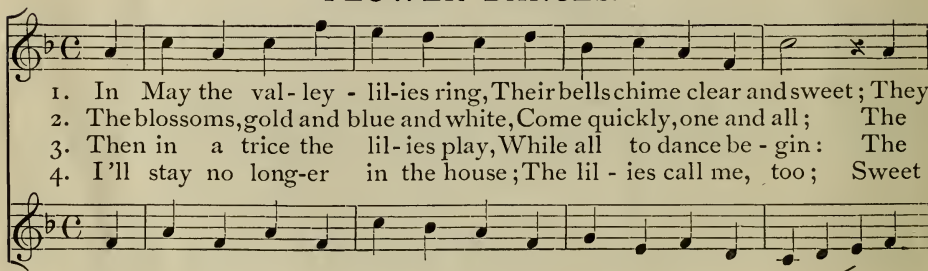 1. In May the val-ley - lil-ies ring, Their bells chime clear and sweet; They
2. The blossoms, gold and blue and white, Come quickly, one and all; The
3. Then in a trice the lil-ies play, While all to dance be-gin: The
4. I'll stay no long-er in the house; The lil-ies call me, too; Sweet